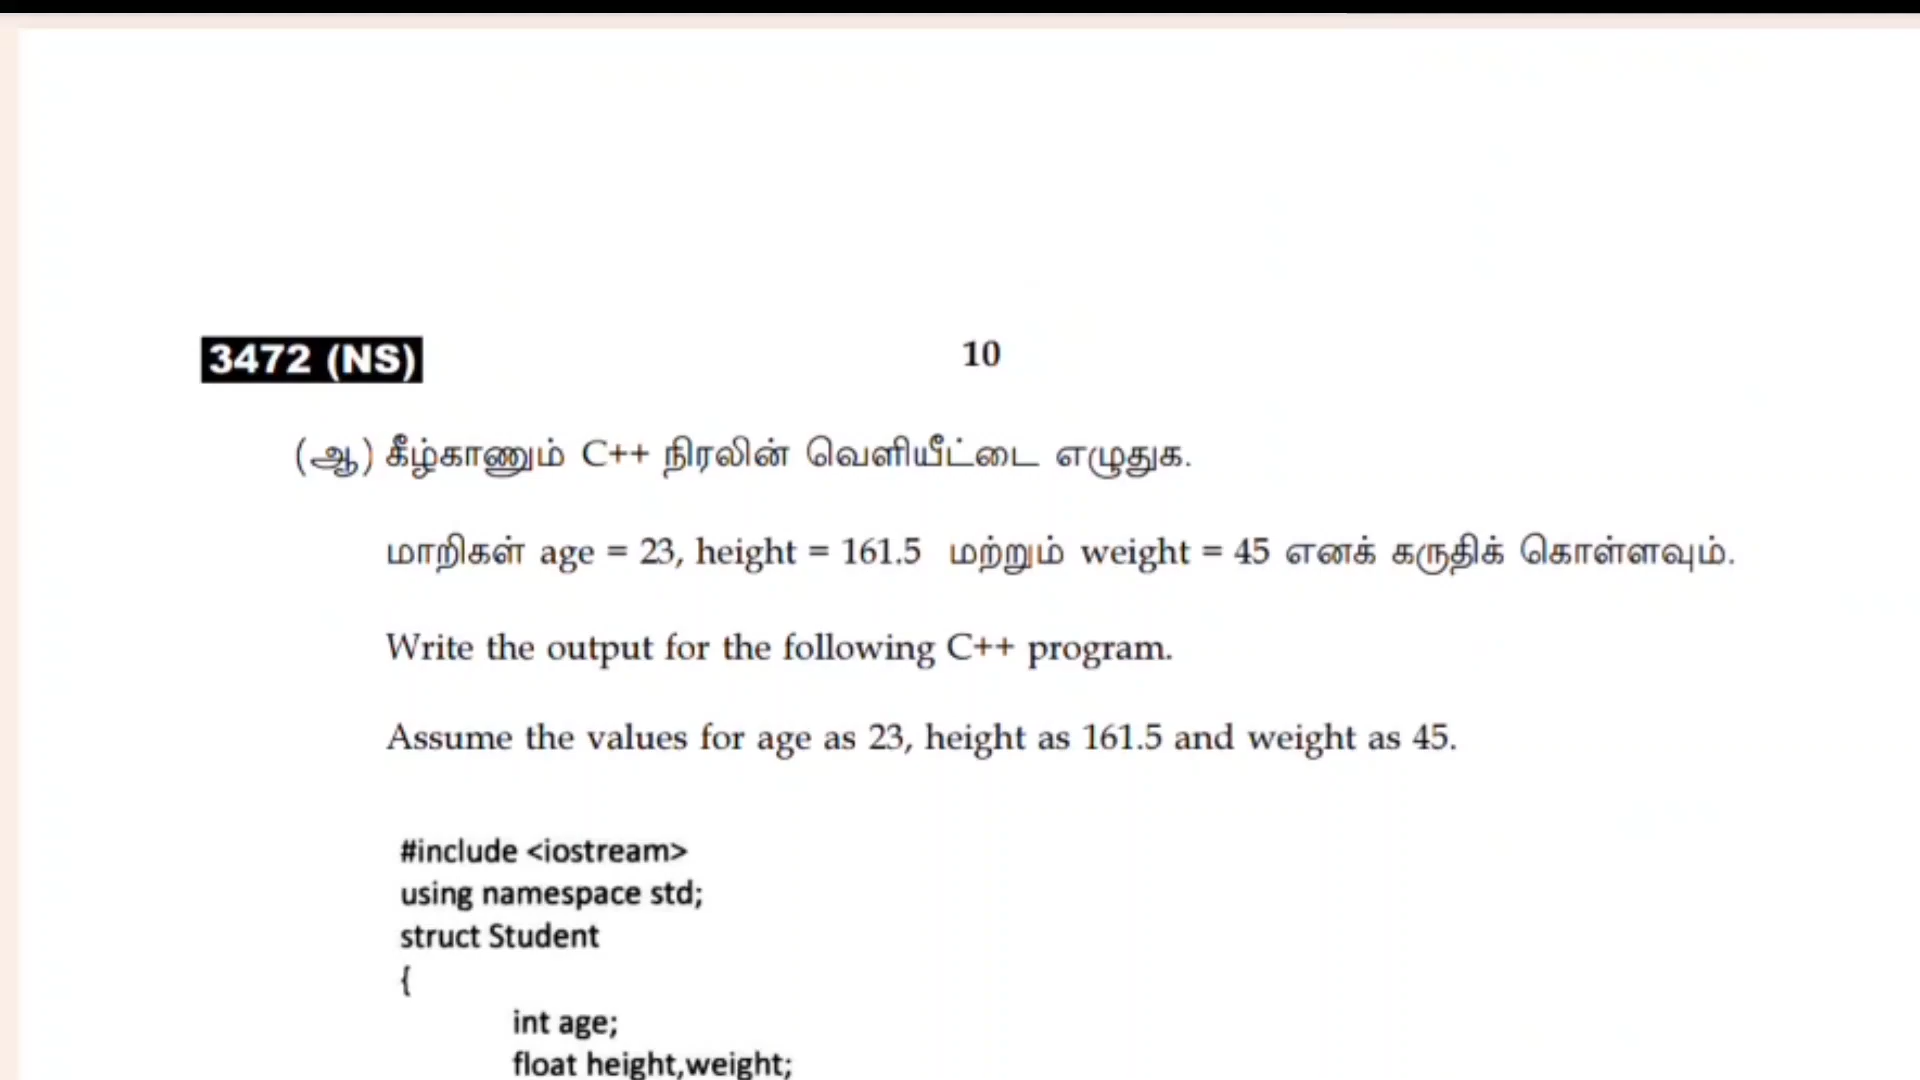 3472 (NS)
10
(ஆ) கீழ்காணும் C++ நிரலின் வெளியீட்டை எழுதுக.
மாறிகள் age = 23, height = 161.5 மற்றும் weight = 45 எனக் கருதிக் கொள்ளவும்.
Write the output for the following C++ program.
Assume the values for age as 23, height as 161.5 and weight as 45.
#include <iostream>
using namespace std;
struct Student
{
int age;
float height,weight;